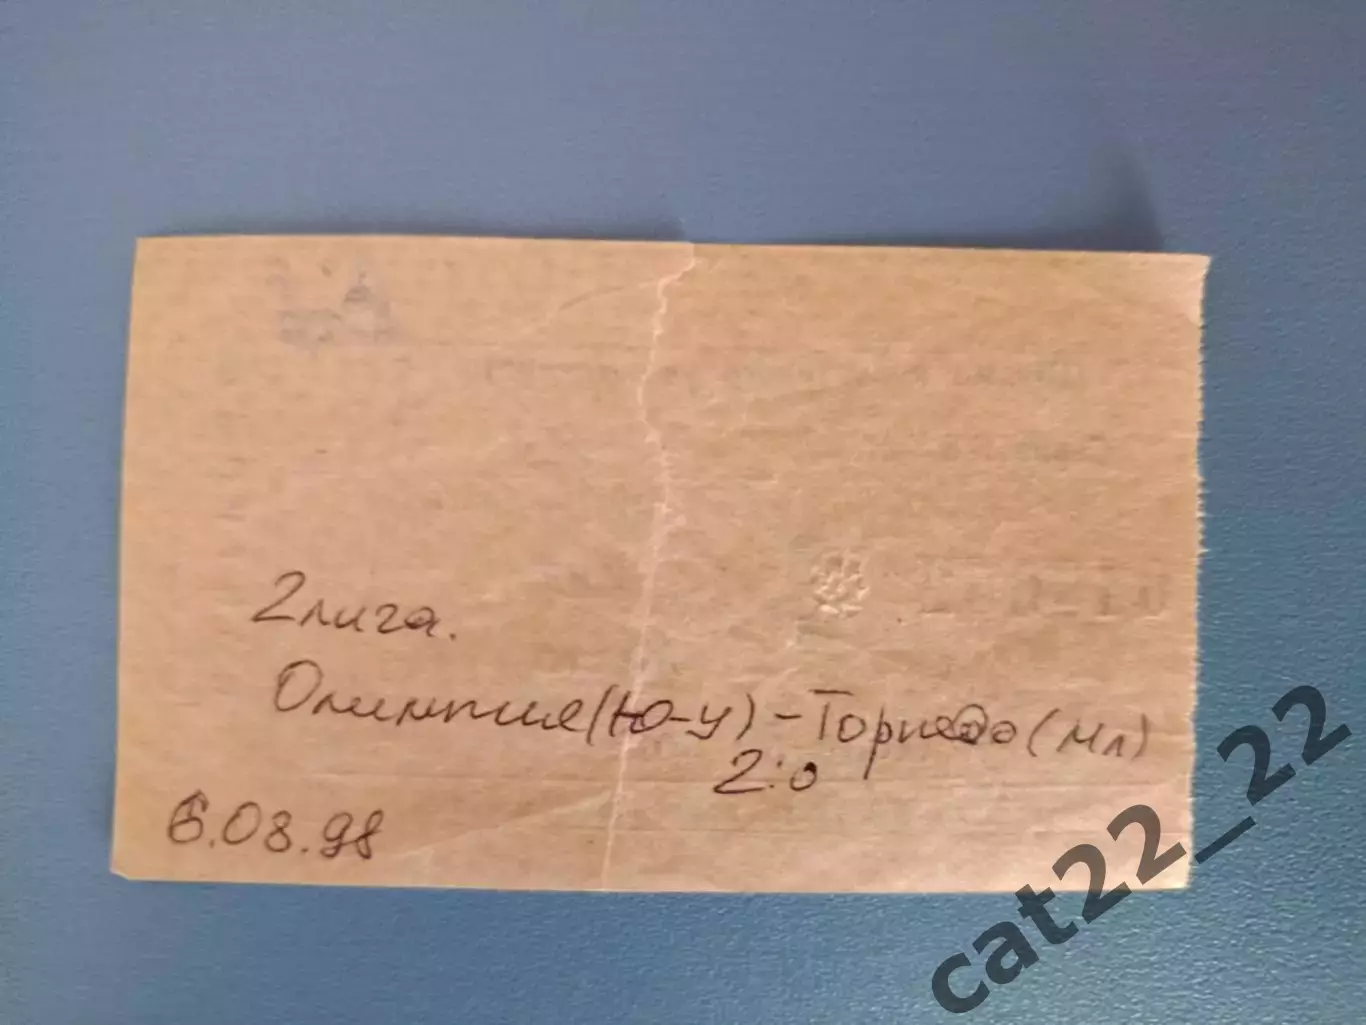 2 лига.
Олимпия (Ю-У) - Торпедо (мл)
2:0
6.08.98
cat22_22